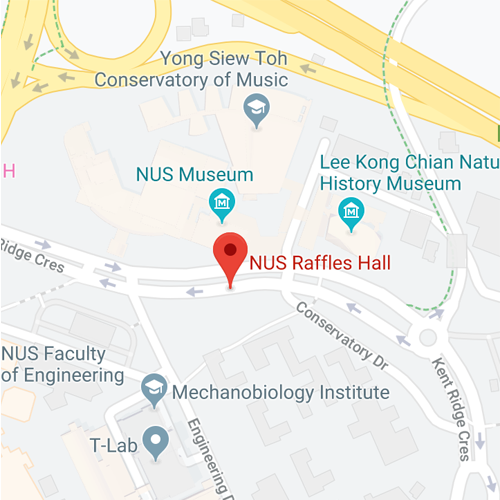 Yong Siew Toh
Conservatory of Music
NUS Museum
Lee Kong Chian Natu
History Museum
H
NUS Raffles Hall
Ridge Cres
Conservatory Dr
NUS Faculty
of Engineering
Mechanobiology Institute
Kent Ridge Cres
T-Lab
Engineering D